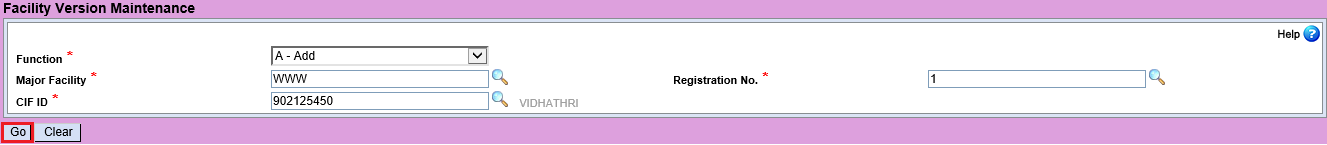 Facility Version Maintenance
Help ?
Function * A - Add
Major Facility * WWW Registration No. * 1
CIF ID * 902125450 VIDHATHRI
Go Clear